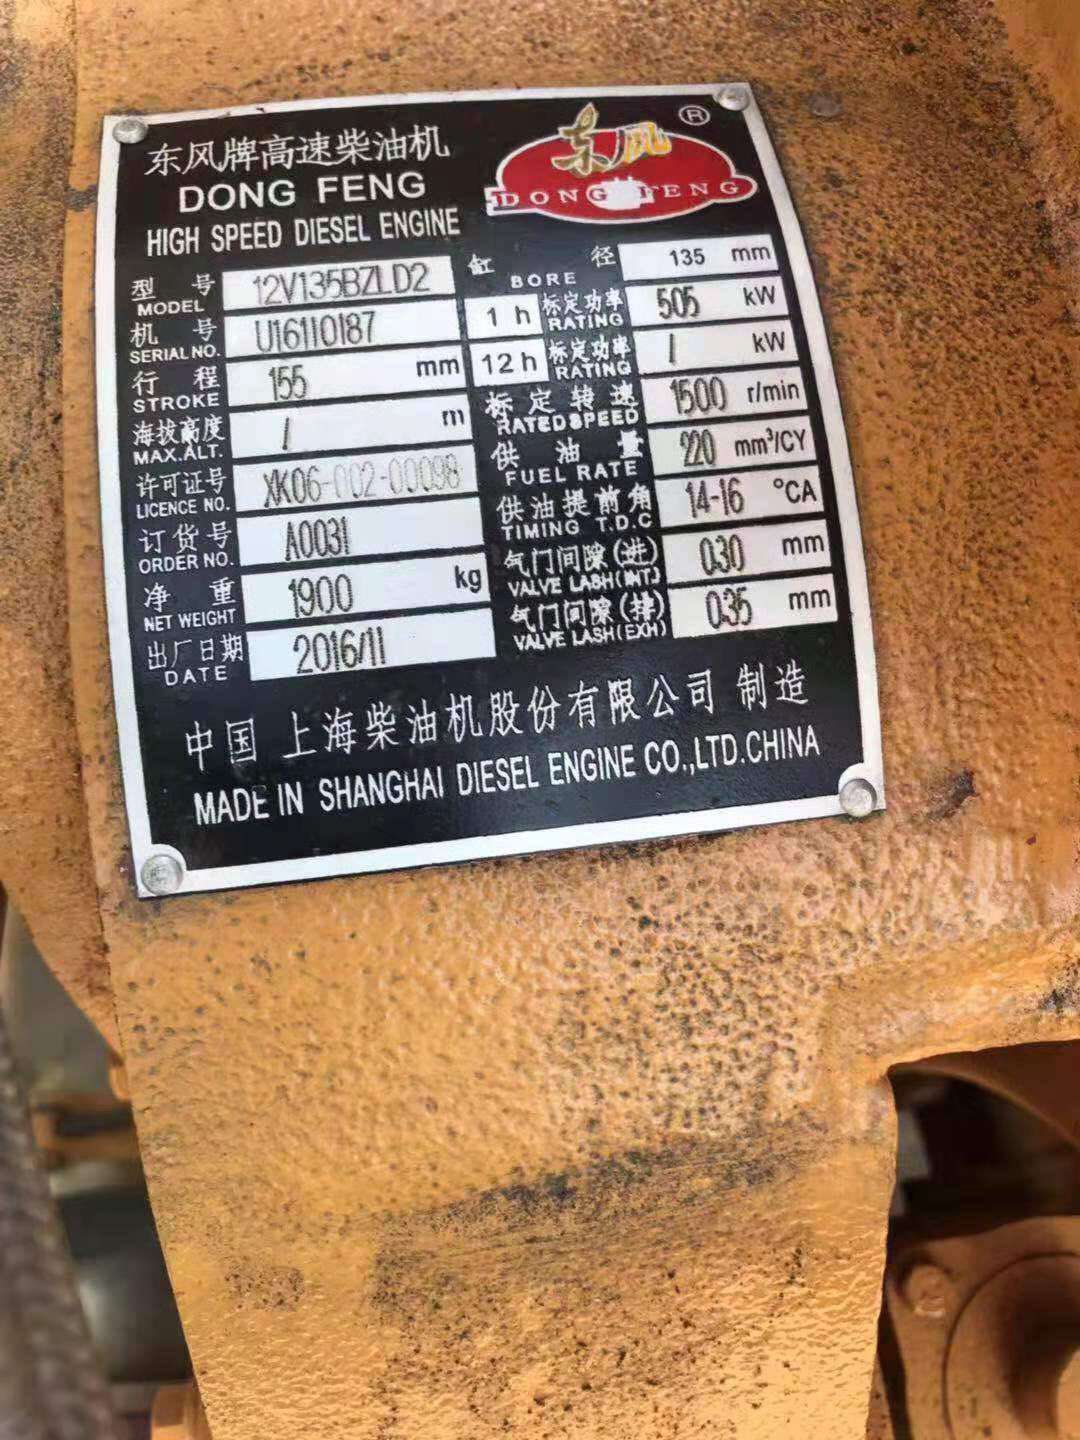 东风牌高速柴油机
DONG FENG
HIGH SPEED DIESEL ENGINE
东风 ®
DONG FENG
型号 MODEL 12V135BZLD2
机号 SERIAL NO. U16110187
行程 STROKE 155 mm
海拔高度 MAX.ALT. / m
许可证号 LICENCE NO. XK06-002-00098
订货号 ORDER NO. A0031
净重 NET WEIGHT 1900 kg
出厂日期 DATE 2016/11
缸径 BORE 135 mm
1h 标定功率 RATING 505 kW
12h 标定功率 RATING / kW
标定转速 RATED SPEED 1500 r/min
供油量 FUEL RATE 220 mm³/CY
供油提前角 TIMING T.D.C 14-16 °CA
气门间隙(进) VALVE LASH(INT.) 0.30 mm
气门间隙(排) VALVE LASH(EXH) 0.35 mm
中国 上海柴油机股份有限公司 制造
MADE IN SHANGHAI DIESEL ENGINE CO.,LTD.CHINA